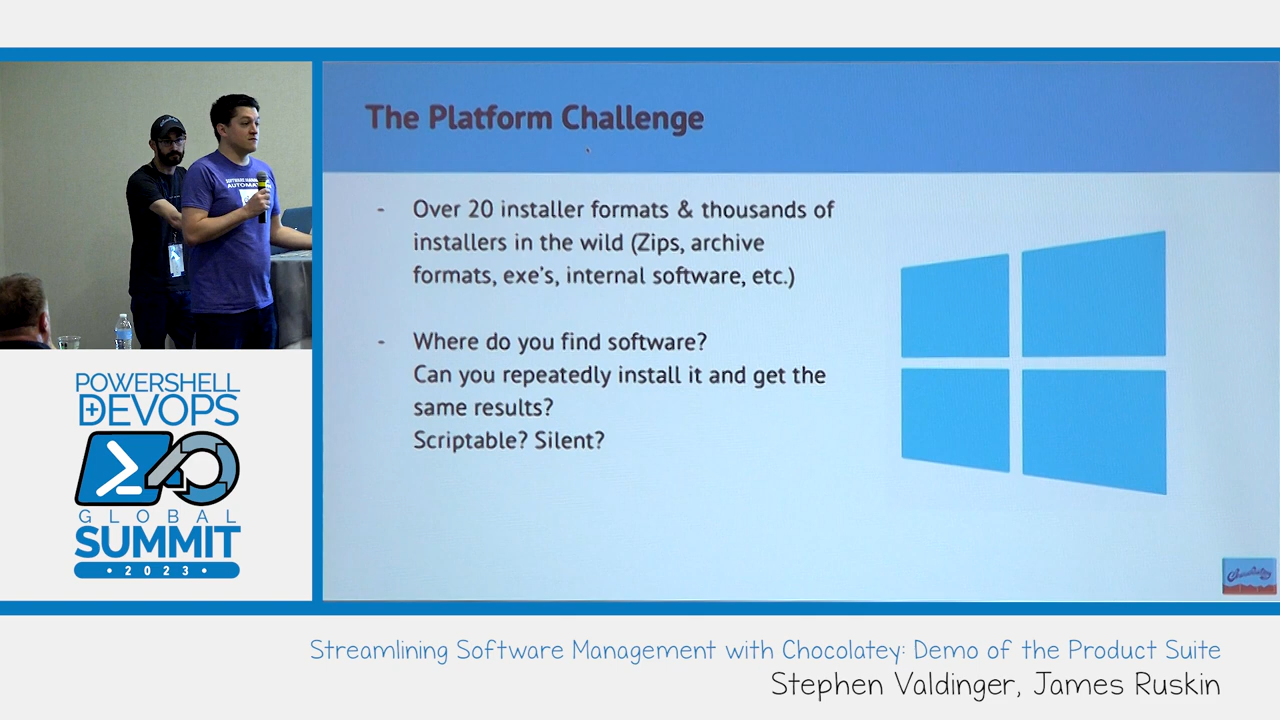 The Platform Challenge
- Over 20 installer formats & thousands of
installers in the wild (Zips, archive
formats, exe's, internal software, etc.)
- Where do you find software?
Can you repeatedly install it and get the
same results?
Scriptable? Silent?
POWERSHELL
+DEVOPS
GLOBAL
SUMMIT
• 2023 •
Chocolatey
Streamlining Software Management with Chocolatey: Demo of the Product Suite
Stephen Valdinger, James Ruskin